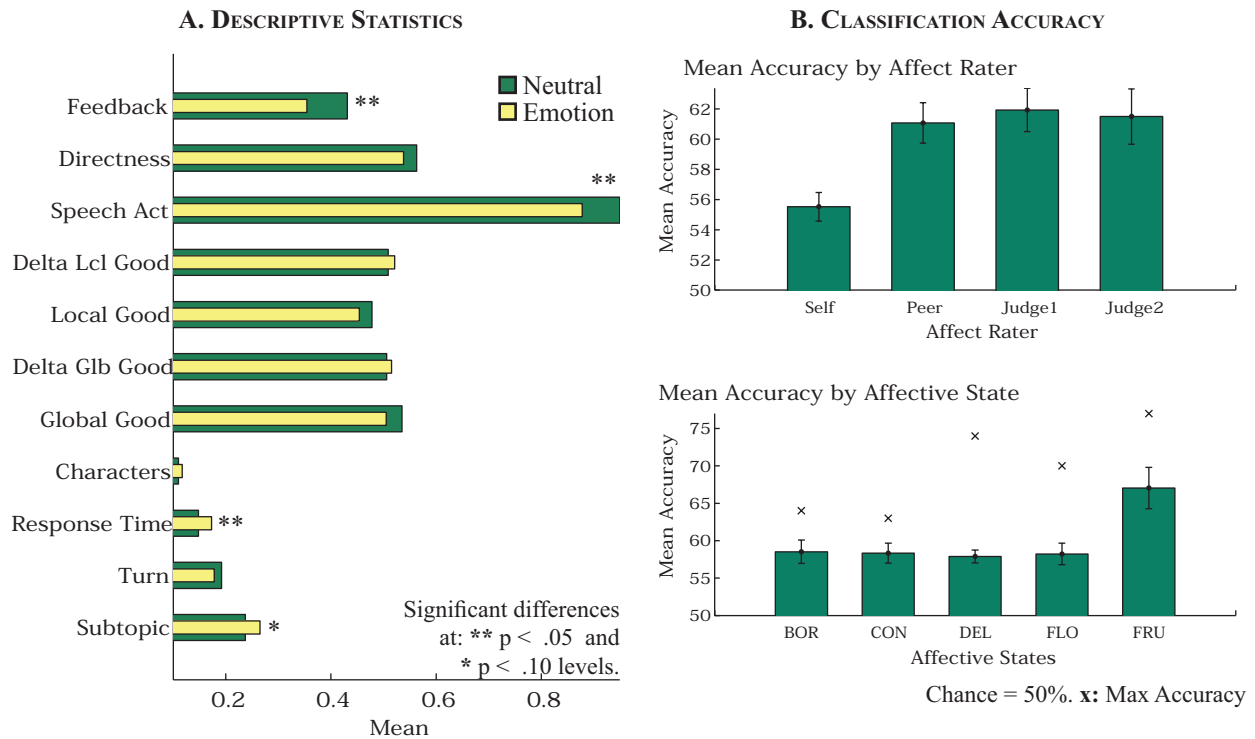 A. DESCRIPTIVE STATISTICS
Neutral
Emotion
Feedback
**
Directness
**
Speech Act
Delta Lcl Good
Local Good
Delta Glb Good
Global Good
Characters
Response Time
**
Turn
Subtopic
*
Significant differences
at: ** p < .05 and
* p < .10 levels.
0.2 0.4 0.6 0.8
Mean
B. CLASSIFICATION ACCURACY
Mean Accuracy by Affect Rater
Mean Accuracy
62
60
58
56
54
52
50
Self Peer Judge1 Judge2
Affect Rater
Mean Accuracy by Affective State
Mean Accuracy
75
70
65
60
55
50
BOR CON DEL FLO FRU
Affective States
Chance = 50%. x: Max Accuracy